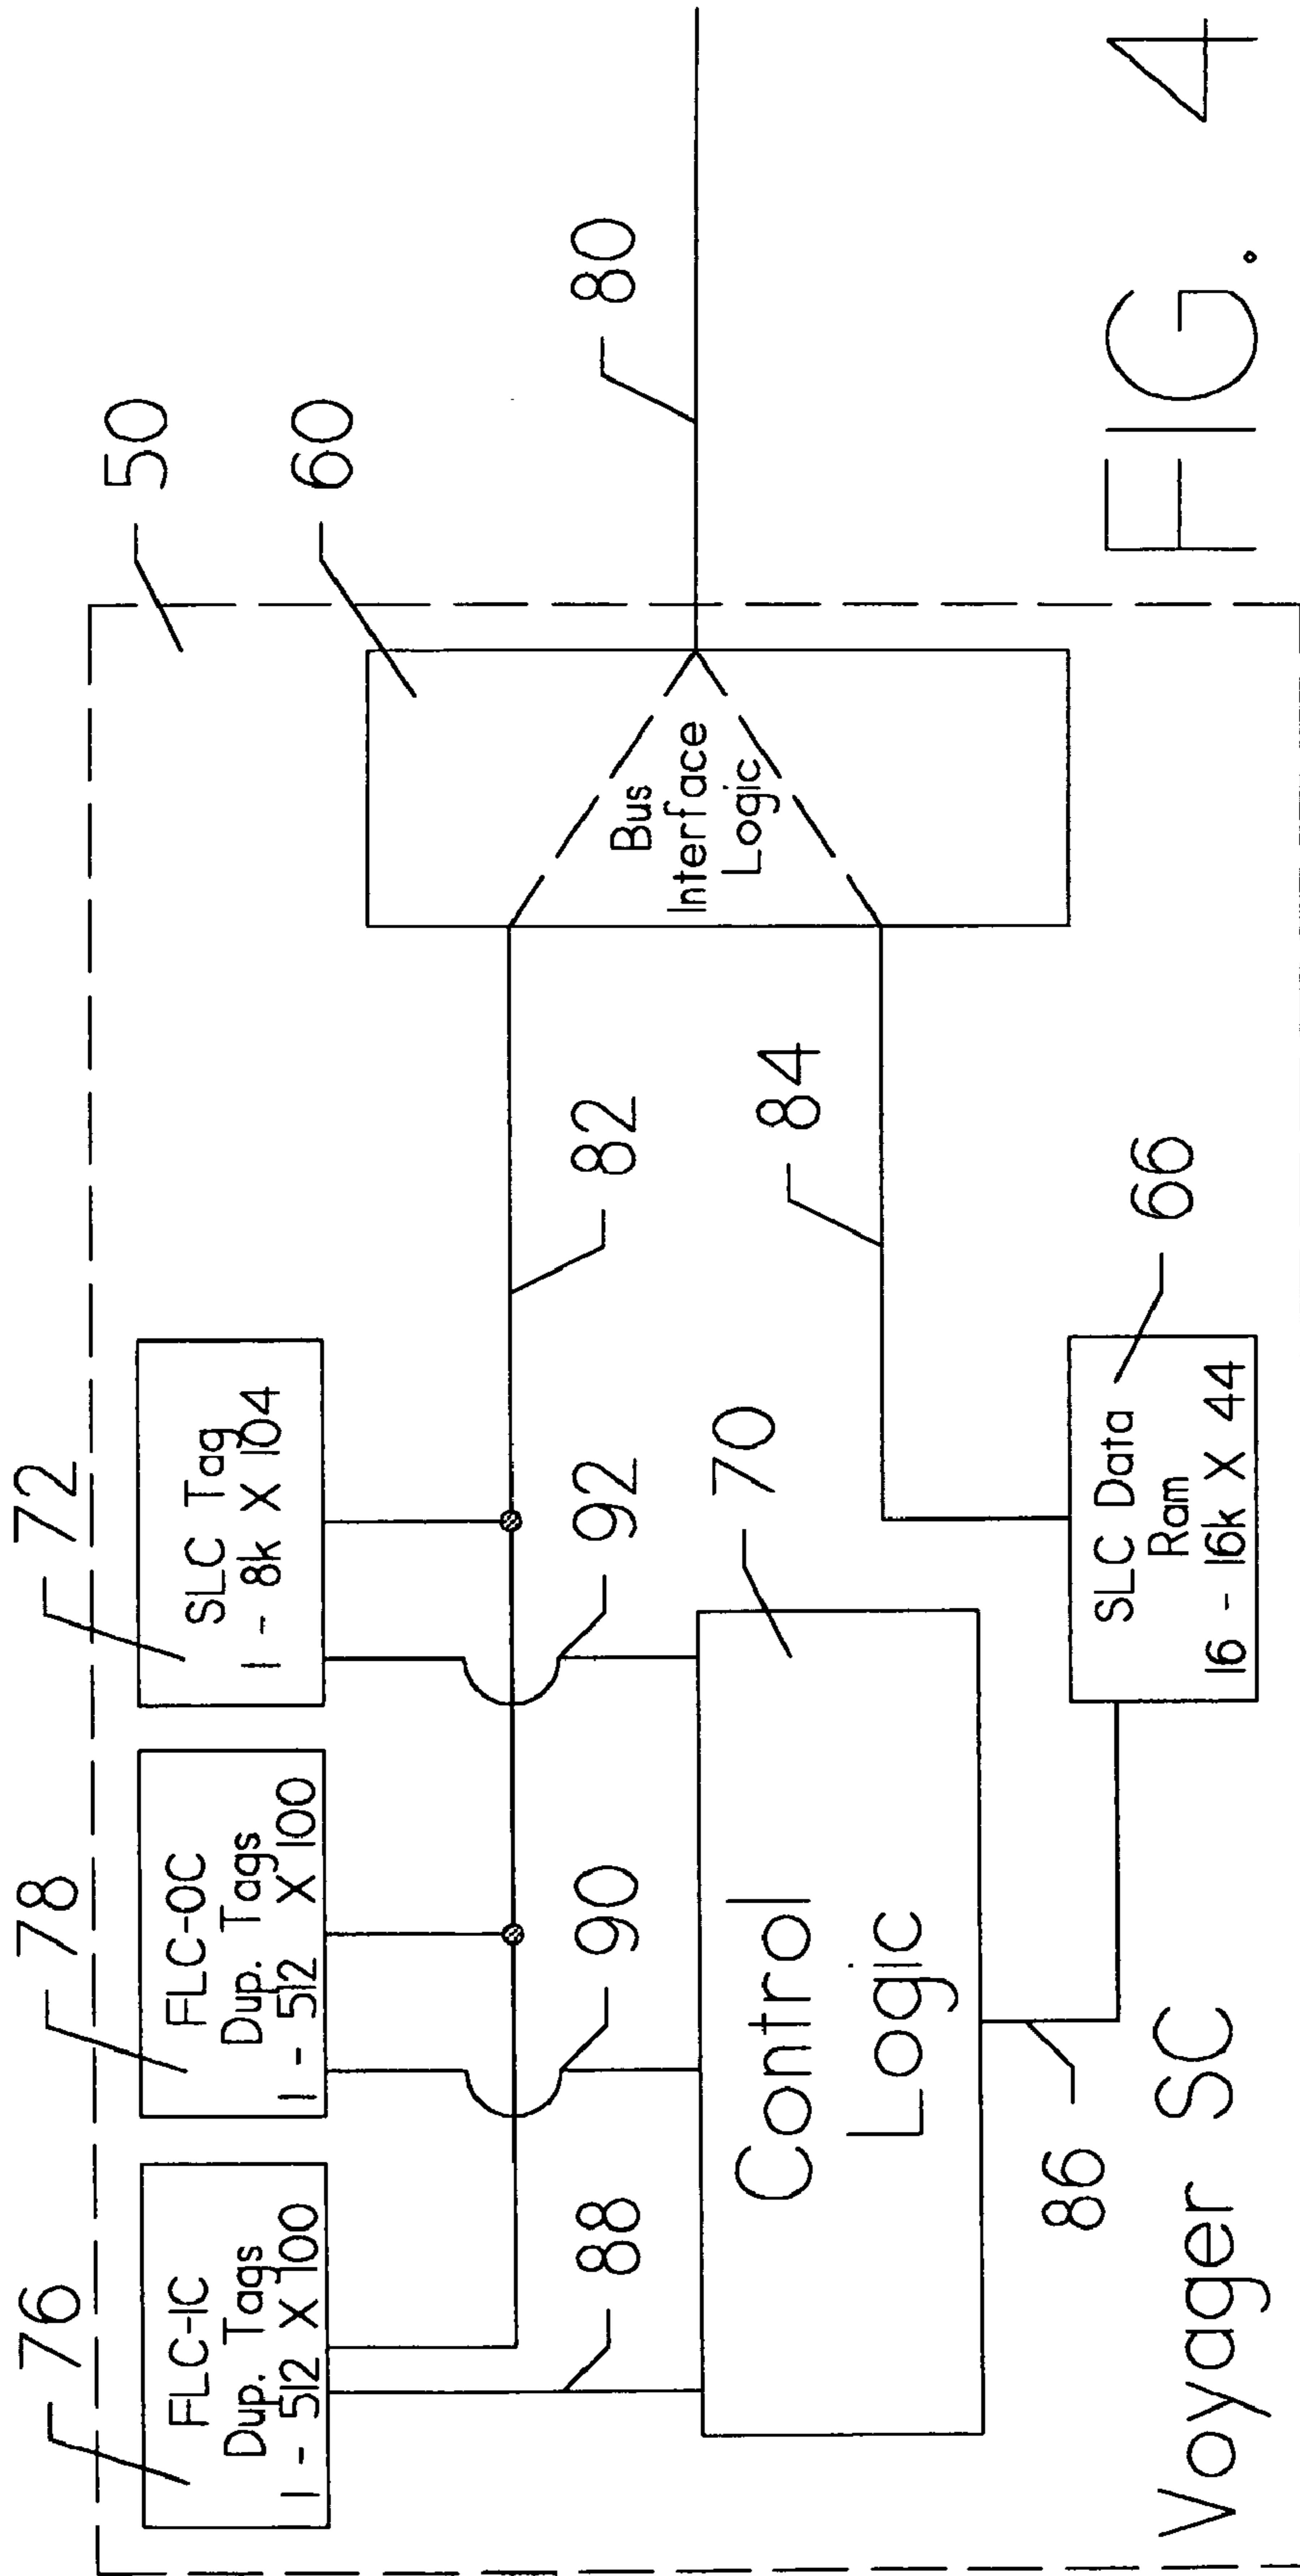 76
78
72
50
60
80
FLC-IC
Dup. Tags
1 - 512 X 100
FLC-OC
Dup. Tags
1 - 512 X 100
SLC Tag
1 - 8k X 104
88
90
92
82
84
Bus
Interface
Logic
Control
Logic
70
86
SLC Data
Ram
16 - 16k X 44
66
Voyager SC
FIG. 4